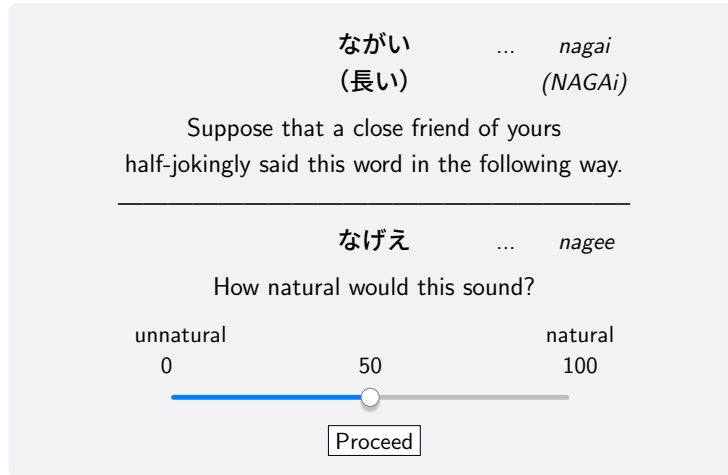 ながい ... nagai
（長い） (NAGAi)
Suppose that a close friend of yours
half-jokingly said this word in the following way.
なげえ ... nagee
How natural would this sound?
unnatural natural
0 50 100
Proceed